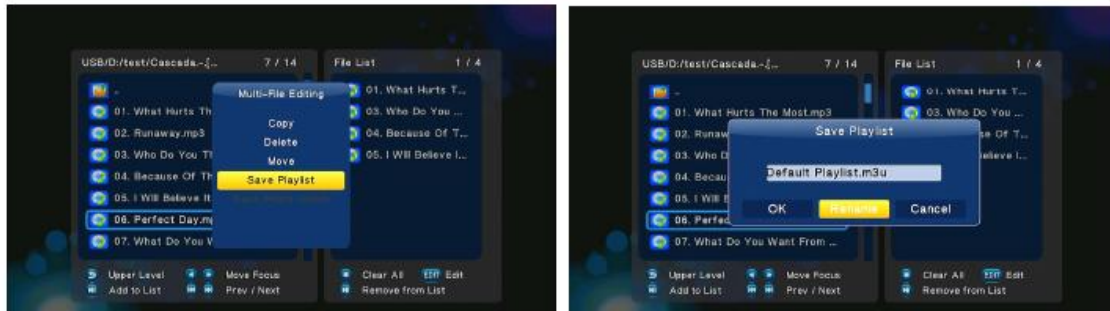 USB/D:/test/Cascada.-.[... 7 / 14
File List 1 / 4
..
01. What Hurts Th
02. Runaway.mp3
03. Who Do You Th
04. Because Of Th
05. I Will Believe It
06. Perfect Day.m
07. What Do You W
Multi-File Editing
Copy
Delete
Move
Save Playlist
01. What Hurts T...
03. Who Do You ...
04. Because Of T...
05. I Will Believe I...
Upper Level Move Focus
Add to List Prev / Next
Clear All EDIT Edit
Remove from List
USB/D:/test/Cascada.-.[... 7 / 14
File List 1 / 4
..
01. What Hurts The Most.mp3
02. Runaw
03. Who D
04. Becau
05. I Will B
06. Perfec
07. What Do You Want From ...
Save Playlist
Default Playlist.m3u
OK Rename Cancel
01. What Hurts T...
03. Who Do You ...
se Of T...
elieve I...
Upper Level Move Focus
Add to List Prev / Next
Clear All EDIT Edit
Remove from List